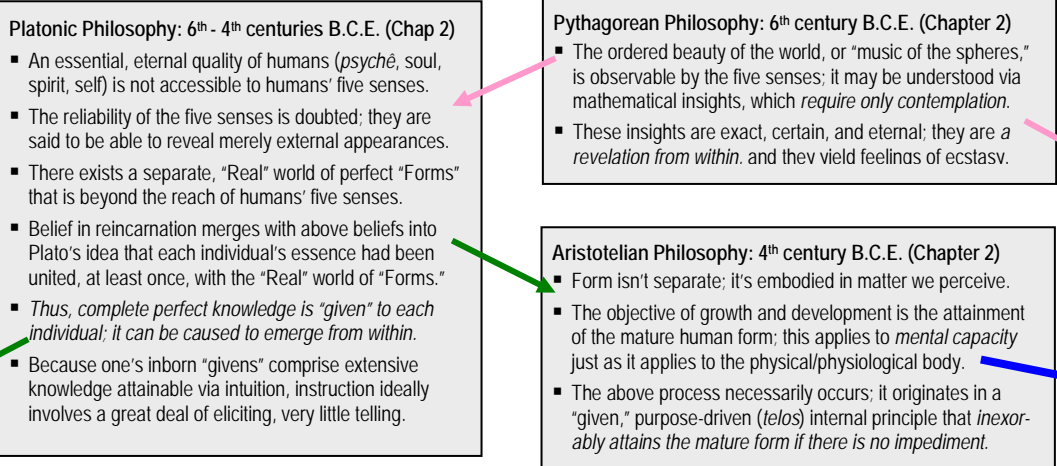 Platonic Philosophy: 6th - 4th centuries B.C.E. (Chap 2)
▪ An essential, eternal quality of humans (psychê, soul,
spirit, self) is not accessible to humans' five senses.
▪ The reliability of the five senses is doubted; they are
said to be able to reveal merely external appearances.
▪ There exists a separate, "Real" world of perfect "Forms"
that is beyond the reach of humans' five senses.
▪ Belief in reincarnation merges with above beliefs into
Plato's idea that each individual's essence had been
united, at least once, with the "Real" world of "Forms."
▪ Thus, complete perfect knowledge is "given" to each
individual; it can be caused to emerge from within.
▪ Because one's inborn "givens" comprise extensive
knowledge attainable via intuition, instruction ideally
involves a great deal of eliciting, very little telling.
Pythagorean Philosophy: 6th century B.C.E. (Chapter 2)
▪ The ordered beauty of the world, or "music of the spheres,"
is observable by the five senses; it may be understood via
mathematical insights, which require only contemplation.
▪ These insights are exact, certain, and eternal; they are a
revelation from within, and they yield feelings of ecstasy.
Aristotelian Philosophy: 4th century B.C.E. (Chapter 2)
▪ Form isn't separate; it's embodied in matter we perceive.
▪ The objective of growth and development is the attainment
of the mature human form; this applies to mental capacity
just as it applies to the physical/physiological body.
▪ The above process necessarily occurs; it originates in a
"given," purpose-driven (telos) internal principle that inexor-
ably attains the mature form if there is no impediment.